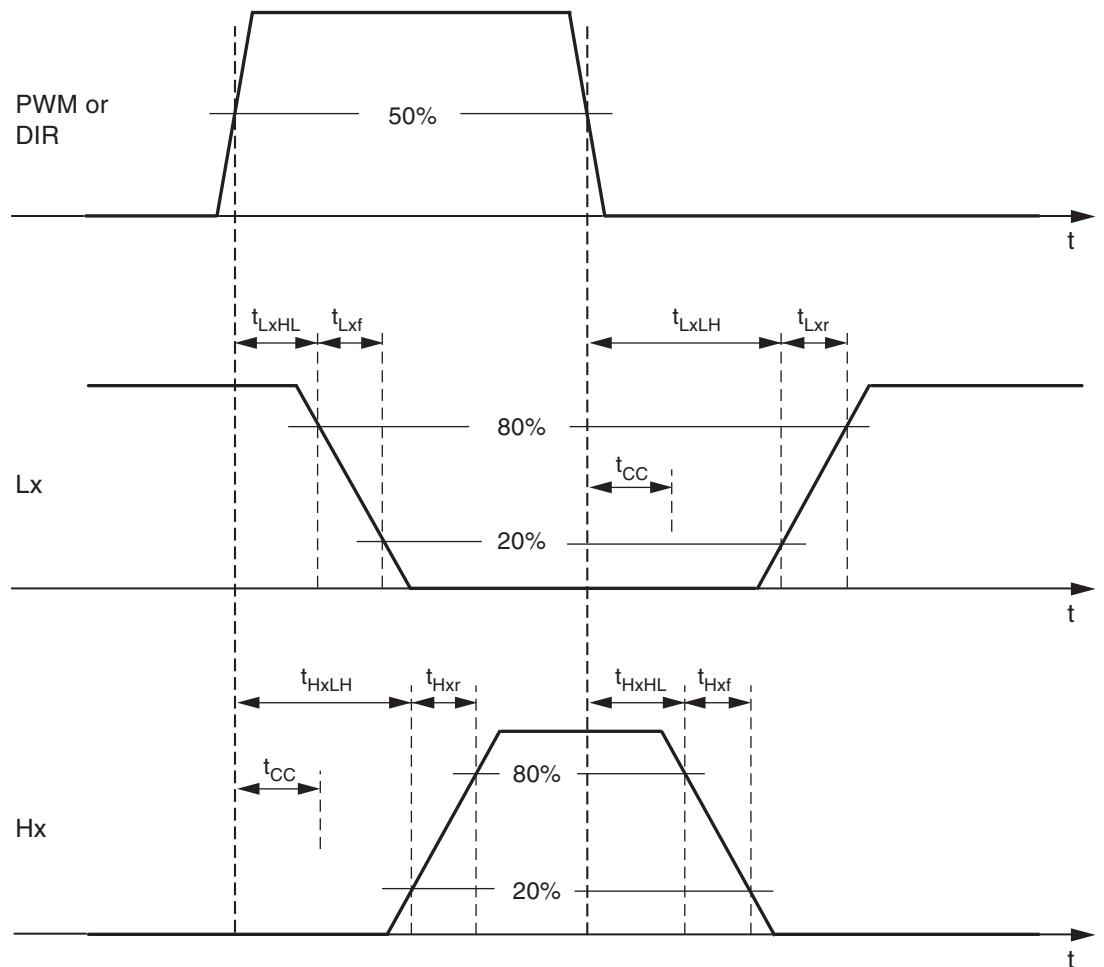 PWM or
DIR
50%
t
tLxHL
tLxf
tLxLH
tLxr
80%
tCC
Lx
20%
t
tHxLH
tHxr
tHxHL
tHxf
80%
tCC
Hx
20%
t